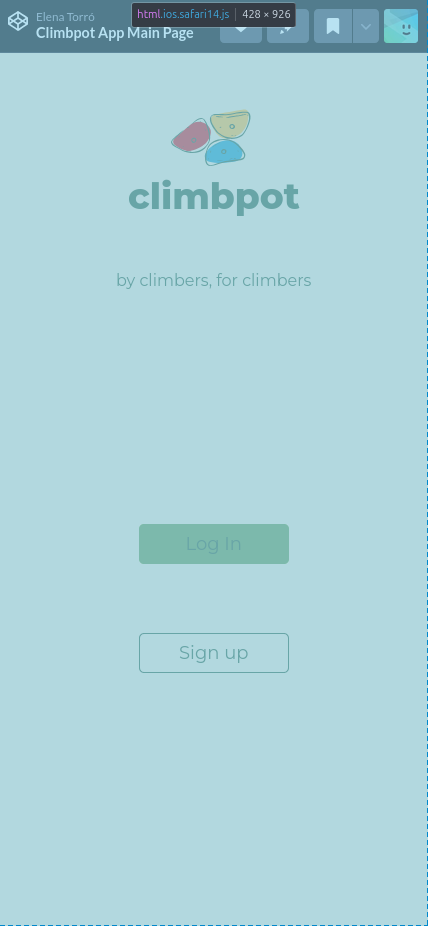 Elena Torró
html.ios.safari14.js | 428 × 926
Climbpot App Main Page
climbpot
by climbers, for climbers
Log In
Sign up